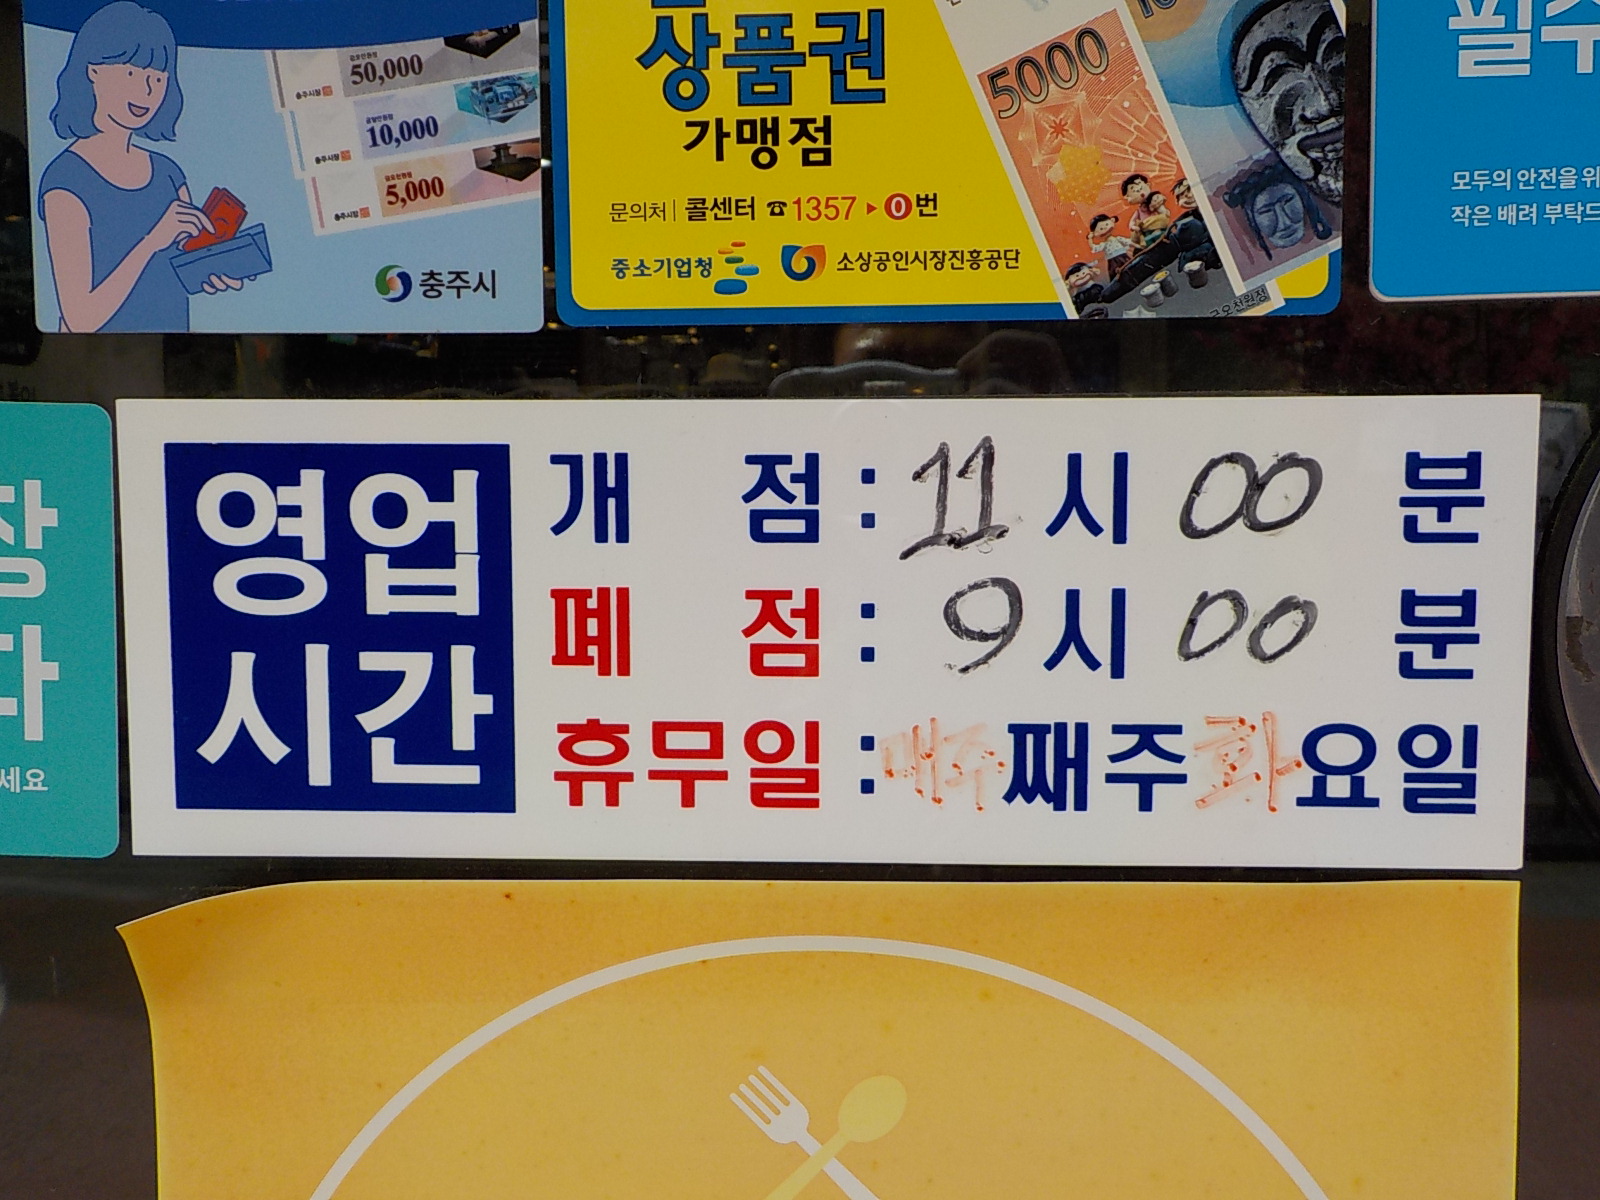 50,000
10,000
5,000
충주시
상품권
가맹점
문의처 | 콜센터 ☎1357 ▸ 0번
중소기업청 소상공인시장진흥공단
5000
모두의 안전을 위
작은 배려 부탁드
세요
영업
시간
개 점 : 11 시 00 분
폐 점 : 9 시 00 분
휴무일 : 매주 째주 화요일